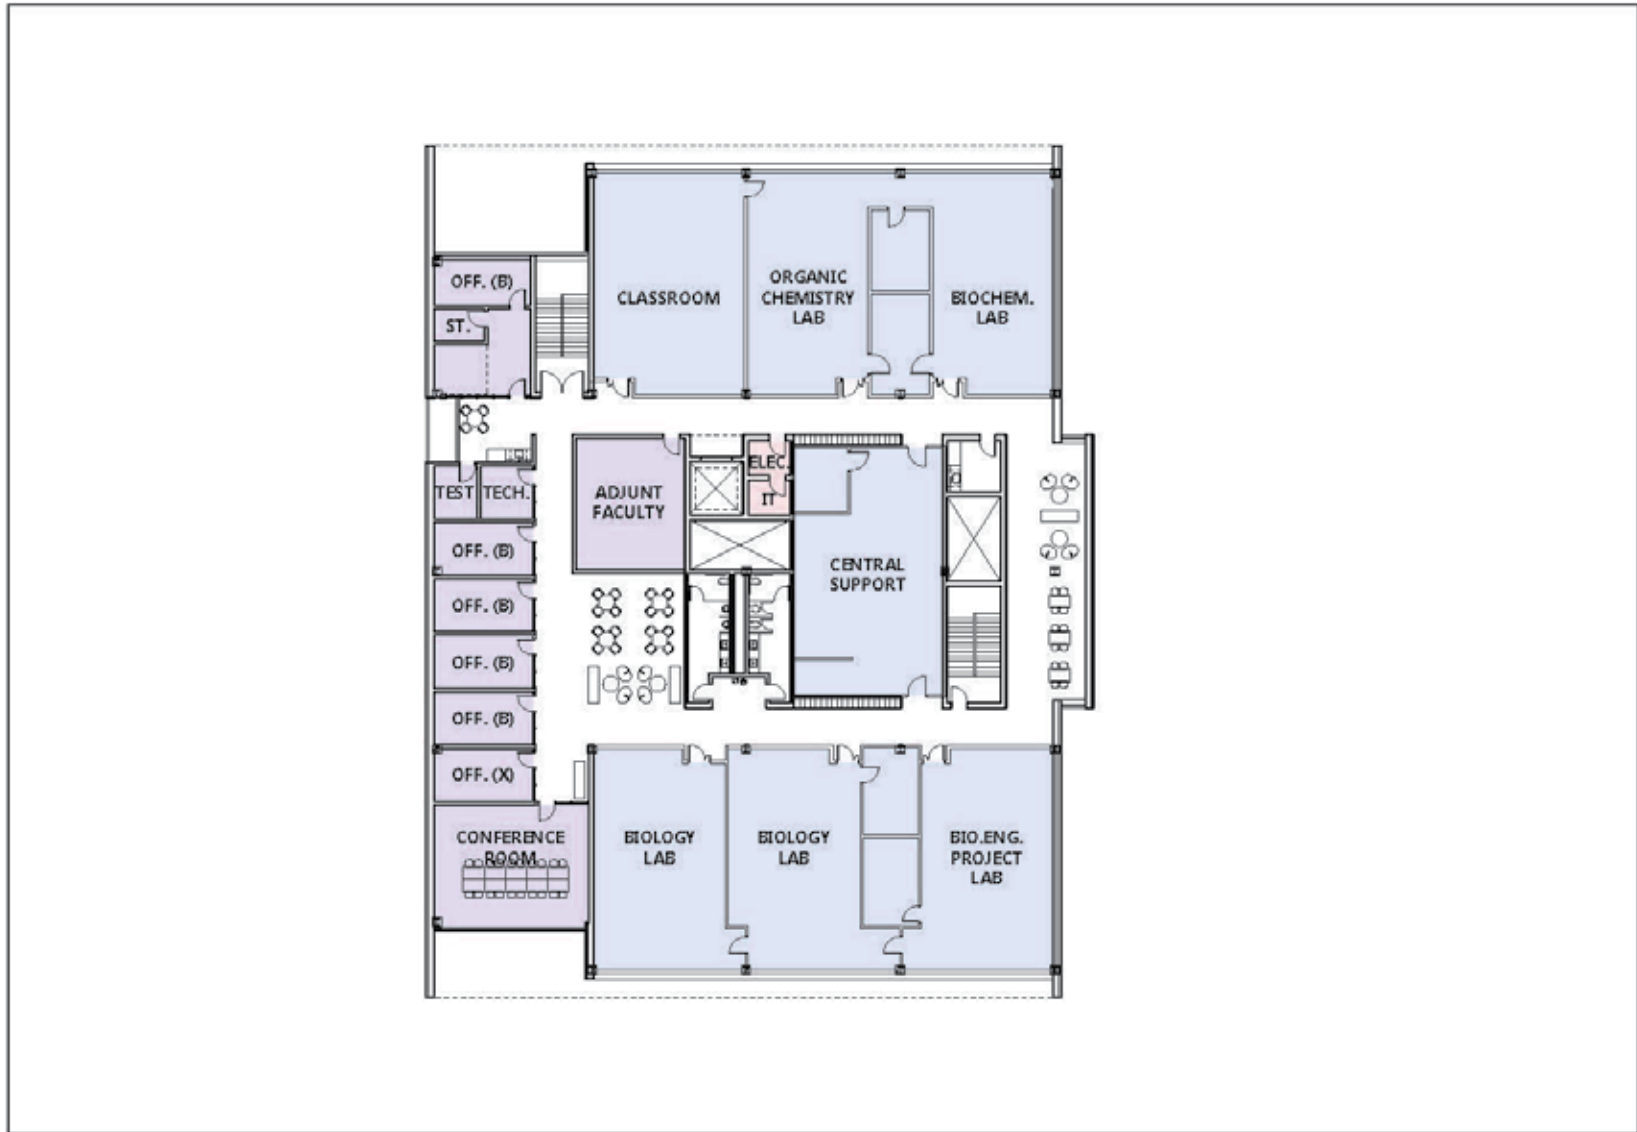 OFF. (B)
ST.
CLASSROOM
ORGANIC
CHEMISTRY
LAB
BIOCHEM.
LAB
TEST
TECH.
ADJUNT
FACULTY
ELEC.
IT
CENTRAL
SUPPORT
OFF. (B)
OFF. (B)
OFF. (B)
OFF. (B)
OFF. (X)
CONFERENCE
ROOM
BIOLOGY
LAB
BIOLOGY
LAB
BIO.ENG.
PROJECT
LAB